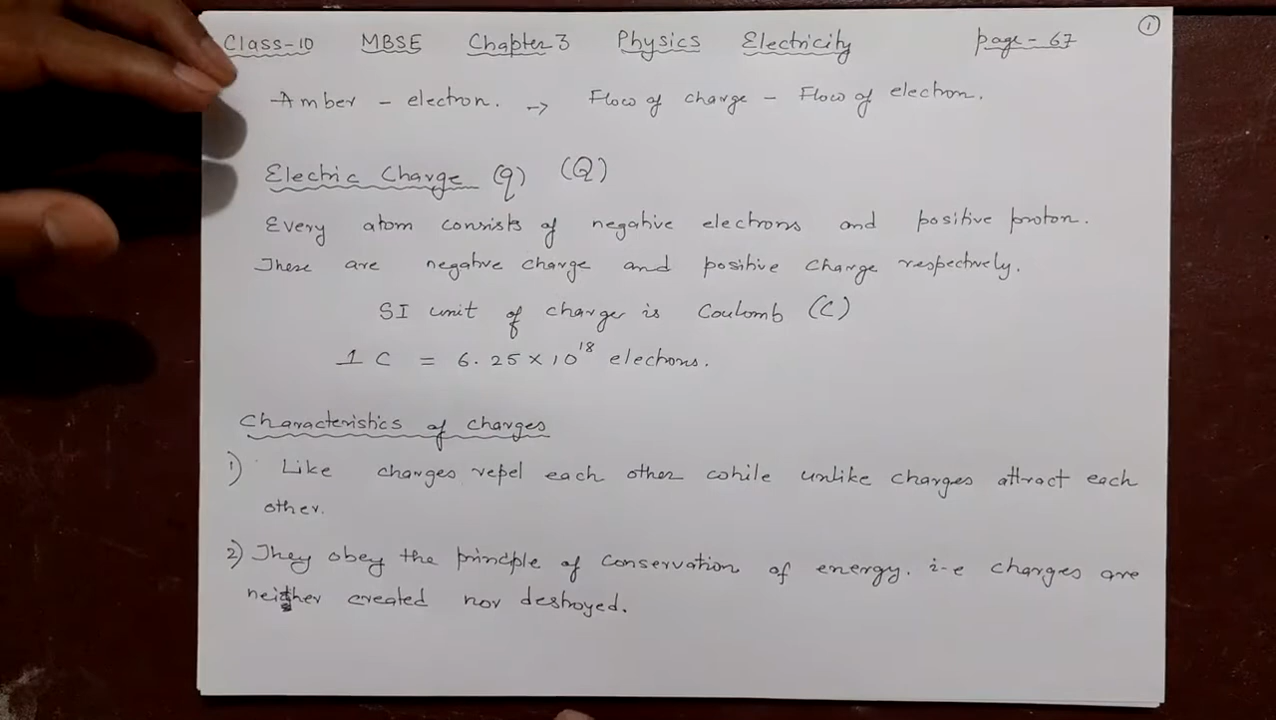 Class-10 MBSE Chapter 3 Physics Electricity page-67 1
Amber - electron. → Flow of charge - Flow of electron.
Electric Charge (q) (Q)
Every atom consists of negative electrons and positive proton.
These are negative charge and positive charge respectively.
SI unit of charge is Coulomb (C)
1 C = 6.25 × 10¹⁸ electrons.
Characteristics of charges
1) Like charges repel each other while unlike charges attract each
other.
2) They obey the principle of conservation of energy. i-e charges are
neither created nor destroyed.